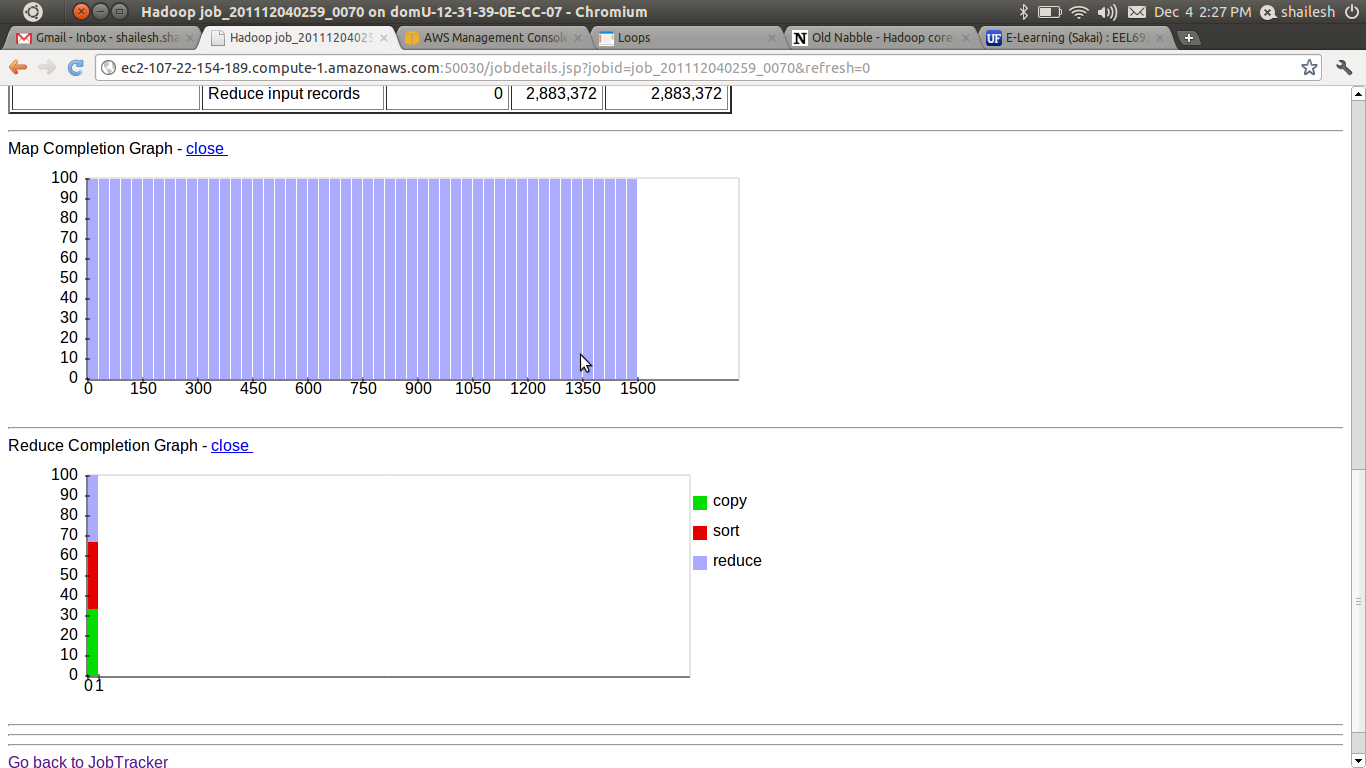 Hadoop job_201112040259_0070 on domU-12-31-39-0E-CC-07 - Chromium
Dec 4 2:27 PM shailesh
Gmail - Inbox - shailesh.sha
Hadoop job_20111204025
AWS Management Console
Loops
Old Nabble - Hadoop core-
UF E-Learning (Sakai) : EEL69
ec2-107-22-154-189.compute-1.amazonaws.com:50030/jobdetails.jsp?jobid=job_201112040259_0070&refresh=0
Reduce input records 0 2,883,372 2,883,372
Map Completion Graph - close
100
90
80
70
60
50
40
30
20
10
0
0 150 300 450 600 750 900 1050 1200 1350 1500
Reduce Completion Graph - close
100
90
80
70
60
50
40
30
20
10
0
0 1
copy
sort
reduce
Go back to JobTracker